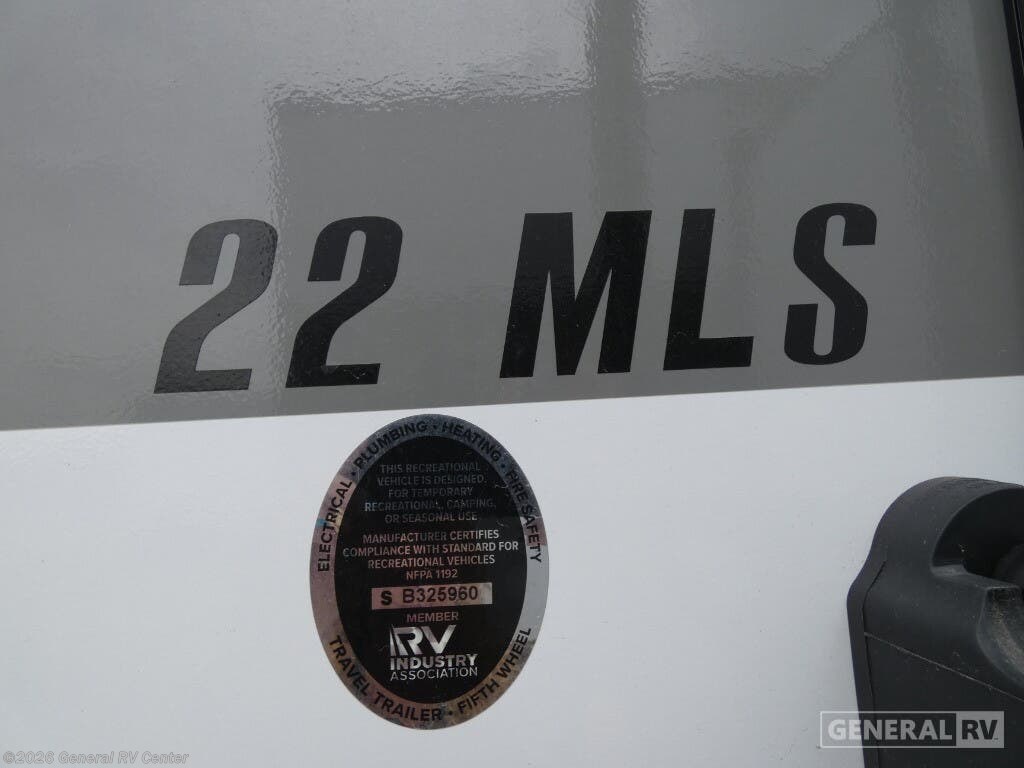 22 MLS
ELECTRICAL · PLUMBING · HEATING · FIRE SAFETY
THIS RECREATIONAL
VEHICLE IS DESIGNED
FOR TEMPORARY
RECREATIONAL, CAMPING,
OR SEASONAL USE
MANUFACTURER CERTIFIES
COMPLIANCE WITH STANDARD FOR
RECREATIONAL VEHICLES
NFPA 1192
S B325960
MEMBER
RV
INDUSTRY
ASSOCIATION
TRAVEL TRAILER · FIFTH WHEEL
GENERAL RV
©2026 General RV Center